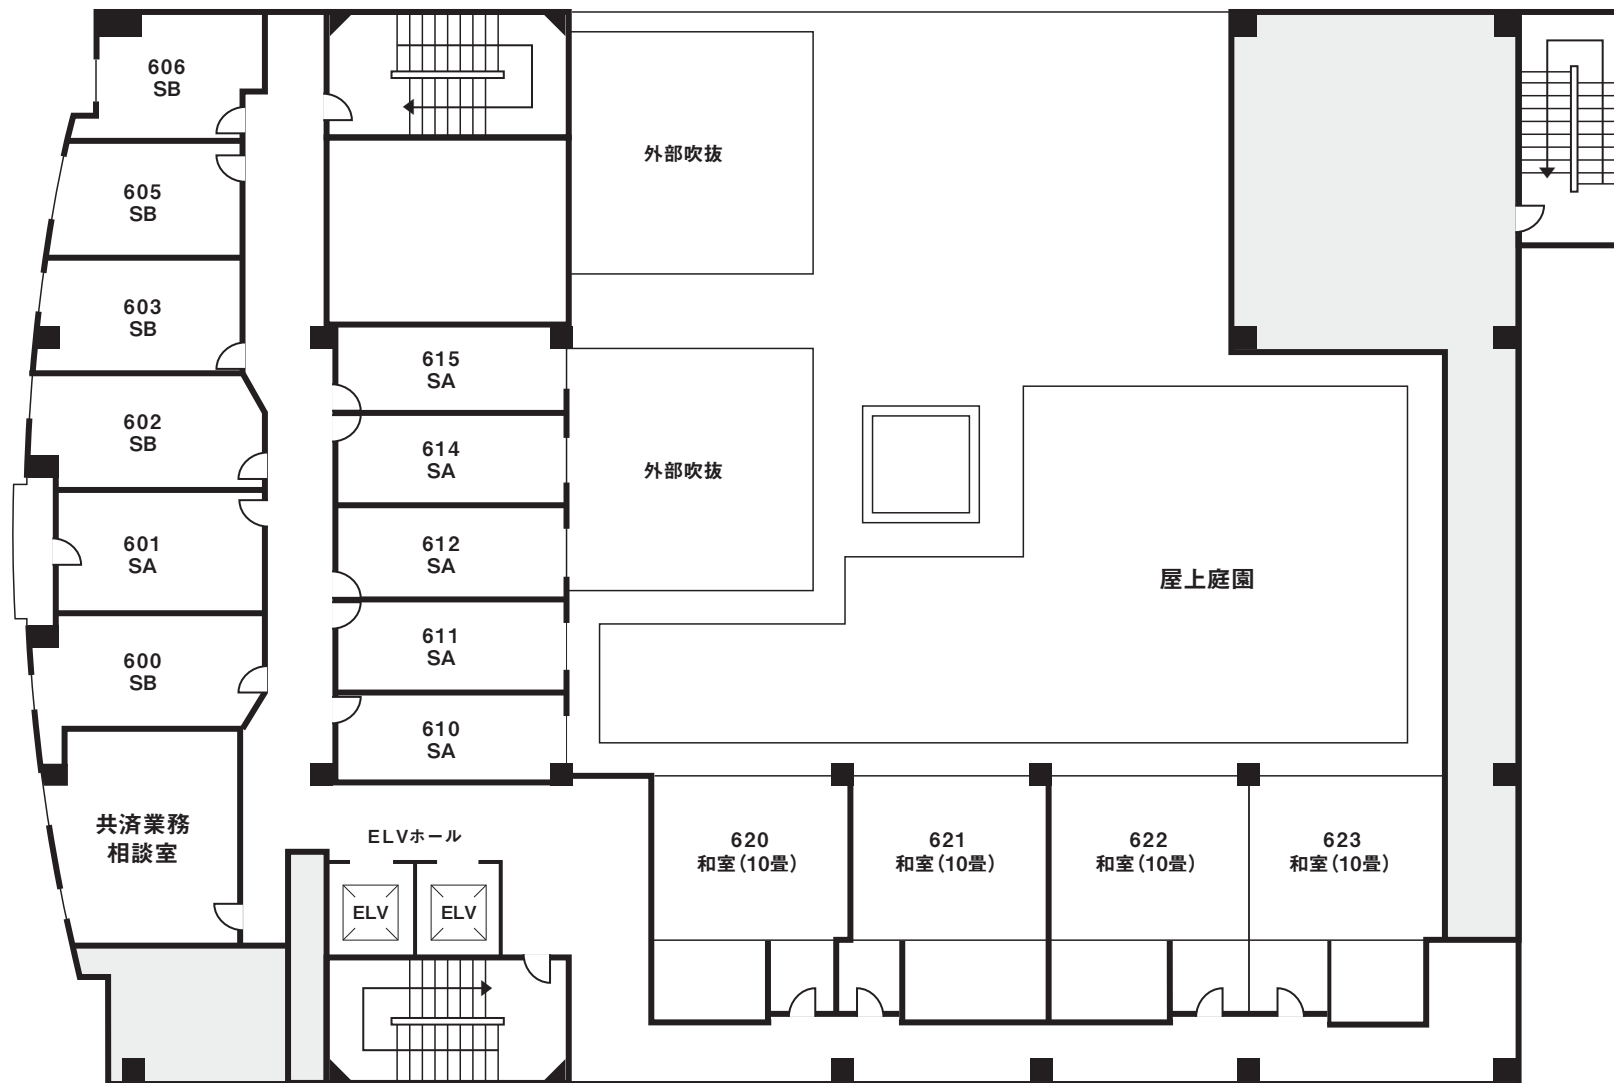 606
SB
605
SB
603
SB
602
SB
601
SA
600
SB
共済業務
相談室
615
SA
614
SA
612
SA
611
SA
610
SA
ELVホール
ELV
ELV
外部吹抜
外部吹抜
屋上庭園
620
和室（10畳）
621
和室（10畳）
622
和室（10畳）
623
和室（10畳）